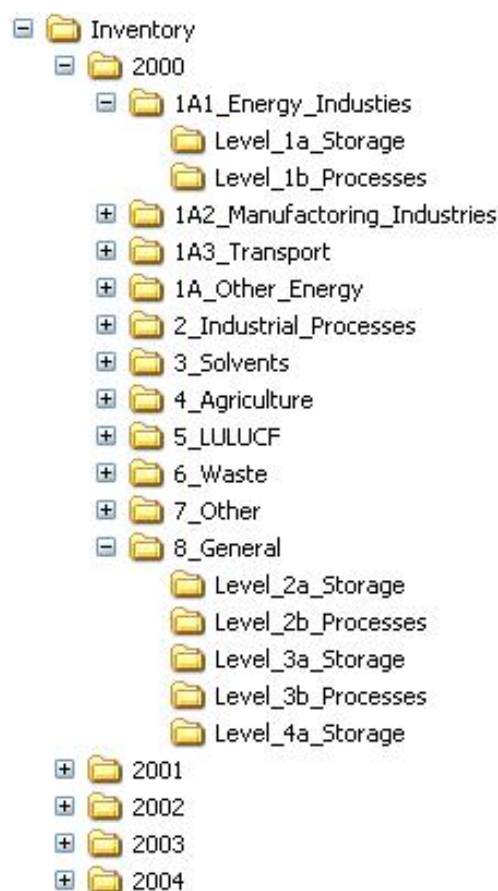 Inventory
2000
1A1_Energy_Industies
Level_1a_Storage
Level_1b_Processes
1A2_Manufactoring_Industries
1A3_Transport
1A_Other_Energy
2_Industrial_Processes
3_Solvents
4_Agriculture
5_LULUCF
6_Waste
7_Other
8_General
Level_2a_Storage
Level_2b_Processes
Level_3a_Storage
Level_3b_Processes
Level_4a_Storage
2001
2002
2003
2004